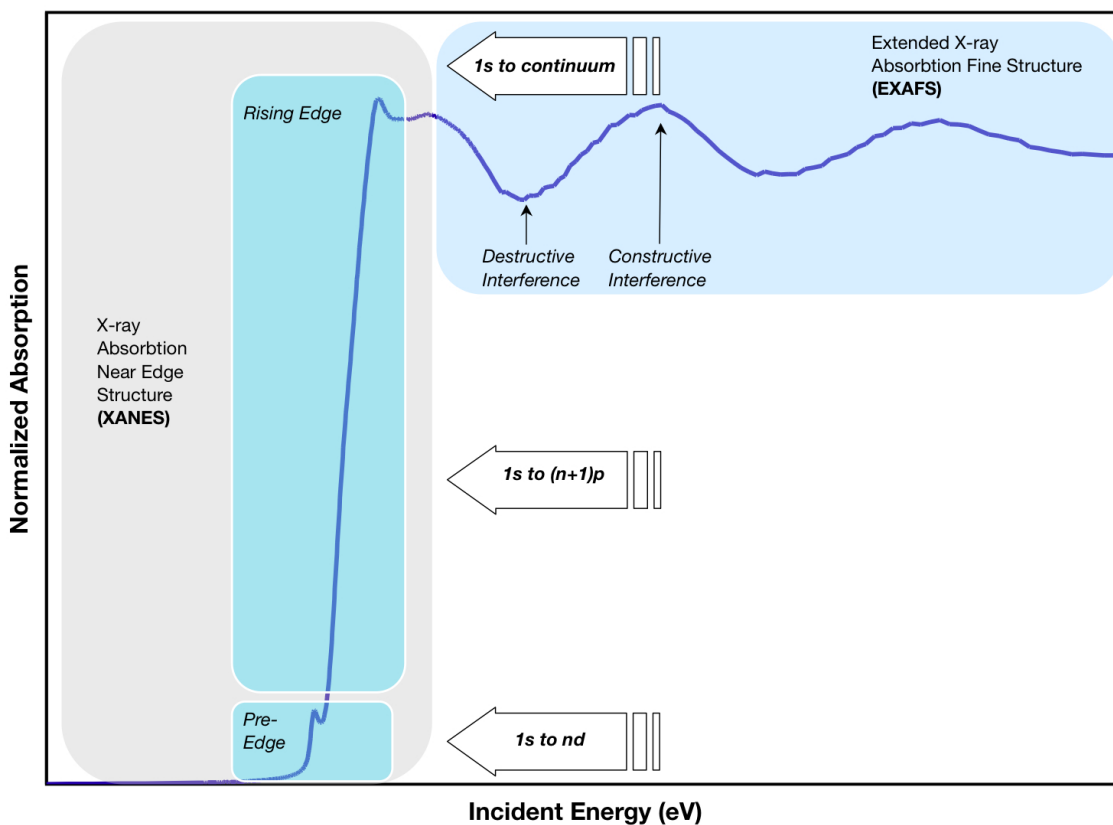 Normalized Absorption
Incident Energy (eV)
X-ray
Absorbtion
Near Edge
Structure
(XANES)
Rising Edge
Pre-
Edge
1s to continuum
Extended X-ray
Absorbtion Fine Structure
(EXAFS)
Destructive
Interference
Constructive
Interference
1s to (n+1)p
1s to nd